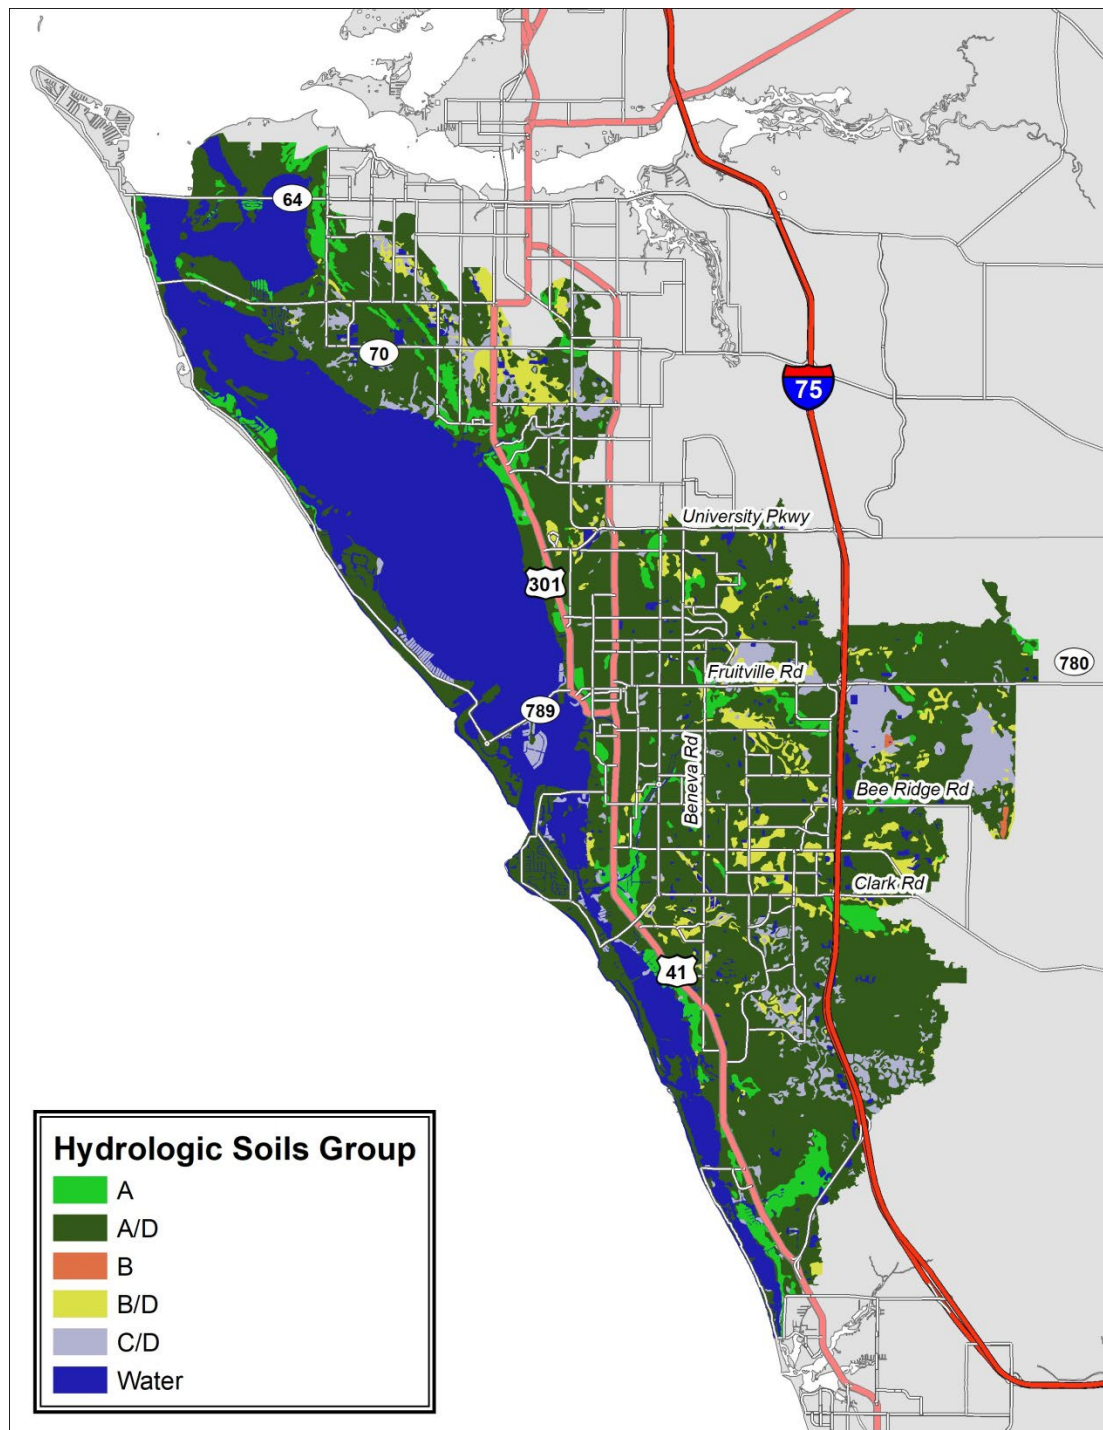 64
70
75
University Pkwy
301
780
Fruitville Rd
789
Beneva Rd
Bee Ridge Rd
Clark Rd
41
Hydrologic Soils Group
A
A/D
B
B/D
C/D
Water